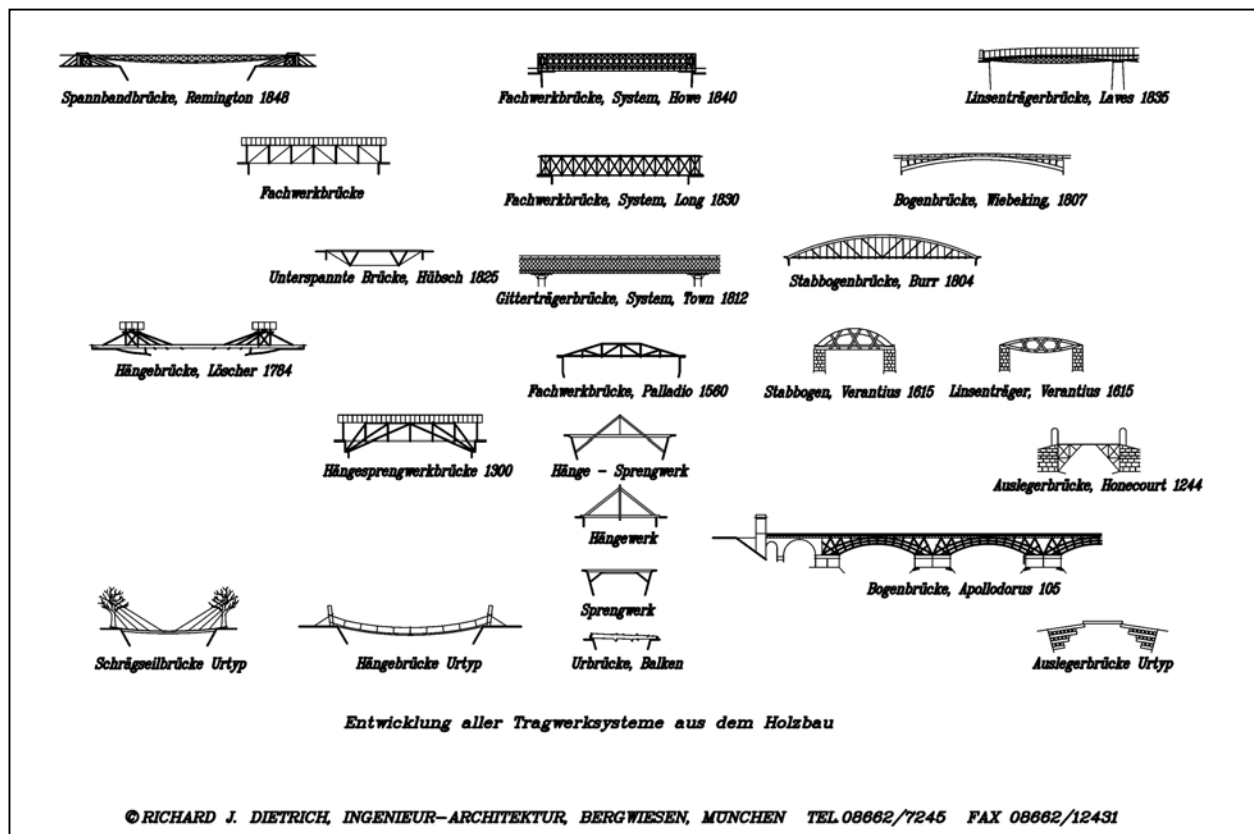 Spannbandbrücke, Remington 1848
Fachwerkbrücke, System, Howe 1840
Linsenträgerbrücke, Laves 1835
Fachwerkbrücke
Fachwerkbrücke, System, Long 1830
Bogenbrücke, Wiebeking, 1807
Unterspannte Brücke, Hübsch 1825
Gitterträgerbrücke, System, Town 1812
Stabbogenbrücke, Burr 1804
Hängebrücke, Löscher 1784
Fachwerkbrücke, Palladio 1560
Stabbogen, Verantius 1615
Linsenträger, Verantius 1615
Hängesprengwerkbrücke 1300
Hänge - Sprengwerk
Auslegerbrücke, Honecourt 1244
Hängewerk
Bogenbrücke, Apollodorus 105
Sprengwerk
Schrägseilbrücke Urtyp
Hängebrücke Urtyp
Urbrücke, Balken
Auslegerbrücke Urtyp
Entwicklung aller Tragwerksysteme aus dem Holzbau
© RICHARD J. DIETRICH, INGENIEUR-ARCHITEKTUR, BERGWIESEN, MÜNCHEN TEL.08662/7245 FAX 08662/12431